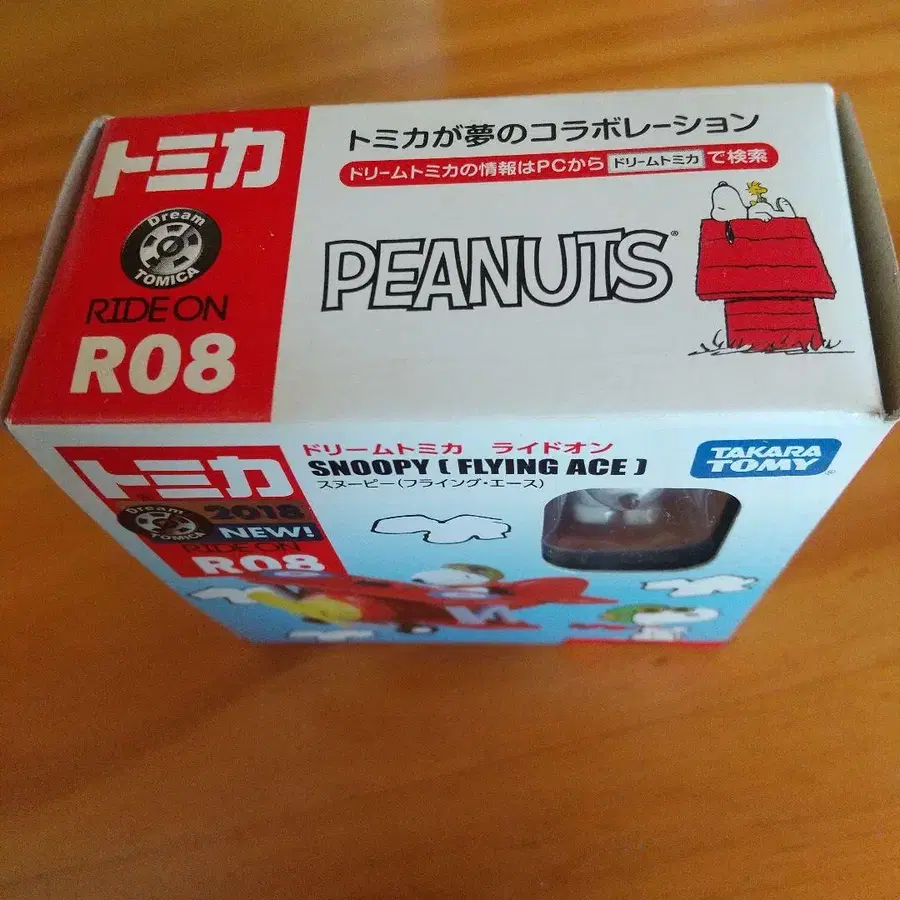 トミカ
Dream
TOMICA
RIDE ON
R08
トミカが夢のコラボレーション
ドリームトミカの情報はPCから ドリームトミカ で検索
PEANUTS®
トミカ
Dream
TOMICA
2018
NEW!
RIDE ON
R08
ドリームトミカ ライドオン
SNOOPY ( FLYING ACE )
スヌーピー(フライング・エース)
TAKARA
TOMY